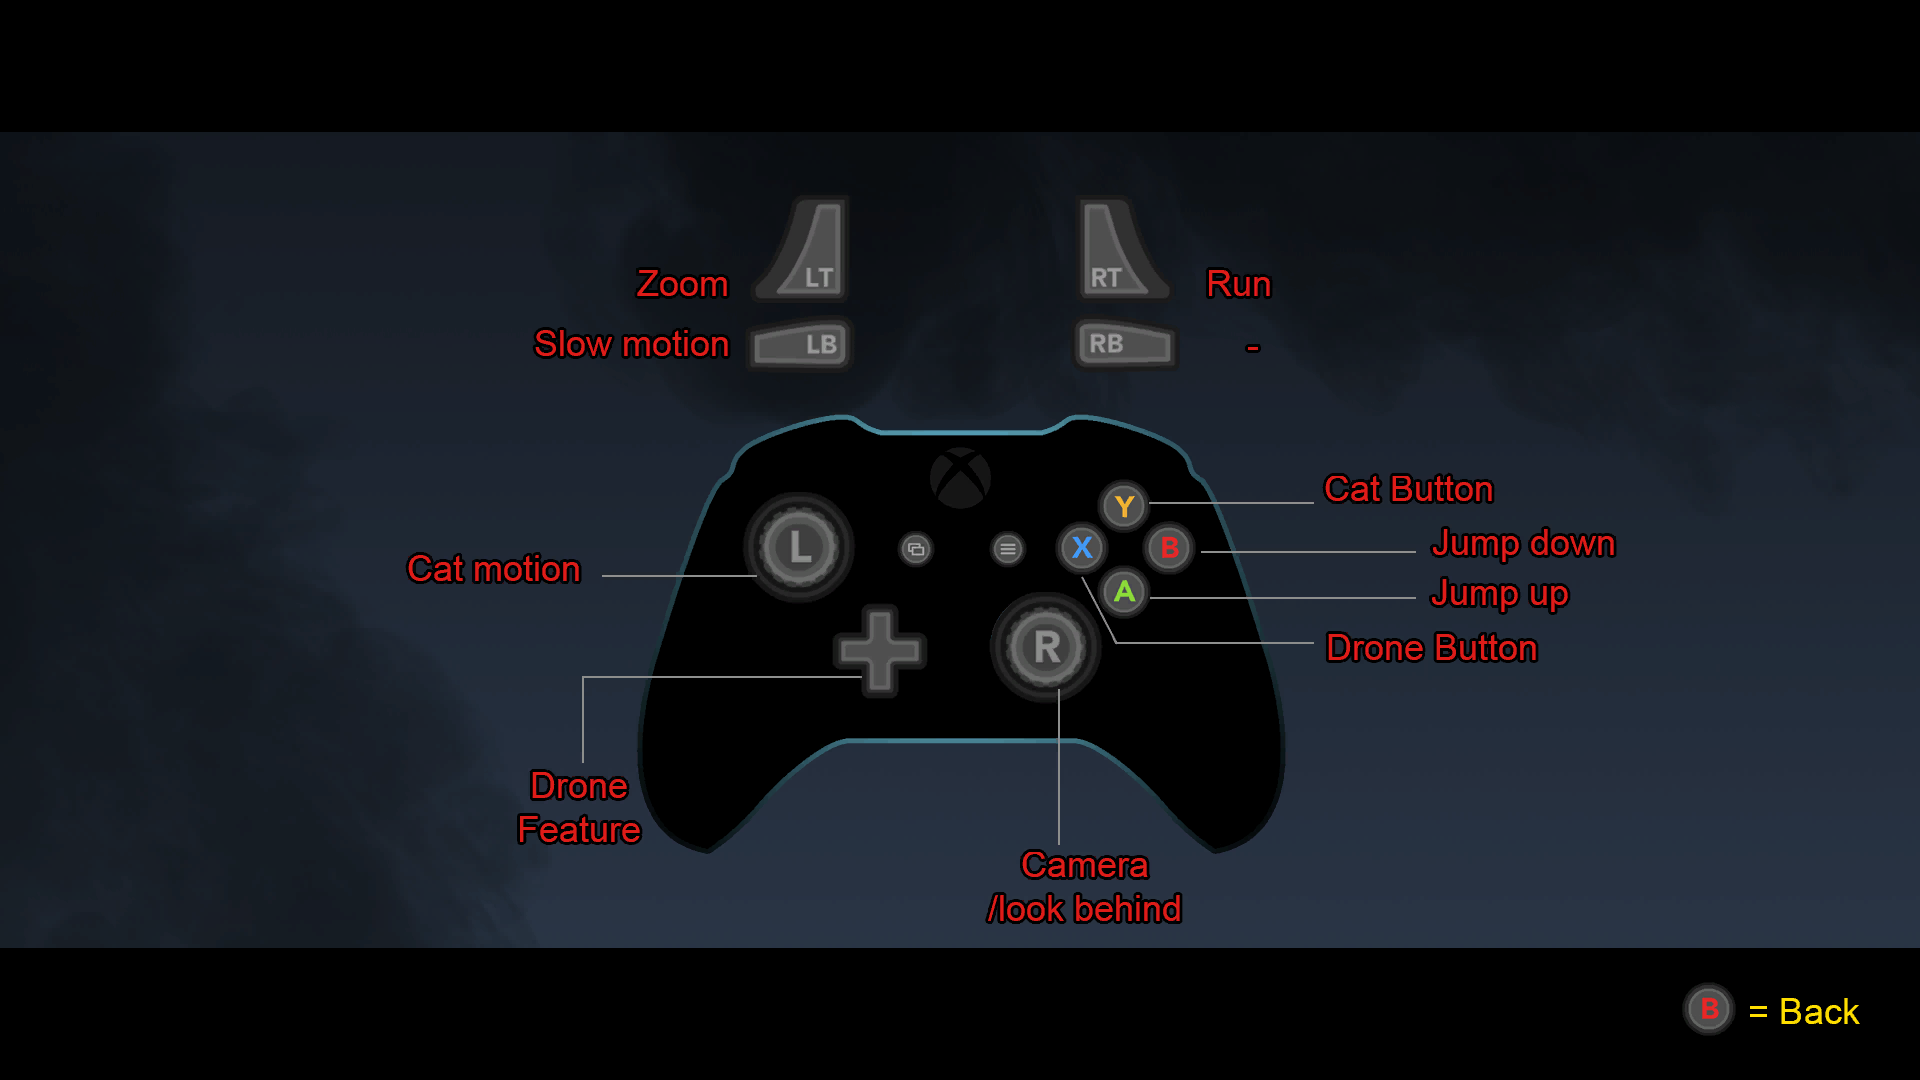 LT
RT
Zoom
Run
Slow motion
LB
RB
-
Cat Button
Y
Jump down
X
B
L
Cat motion
A
Jump up
Drone Button
R
Drone
Feature
Camera
/look behind
B = Back